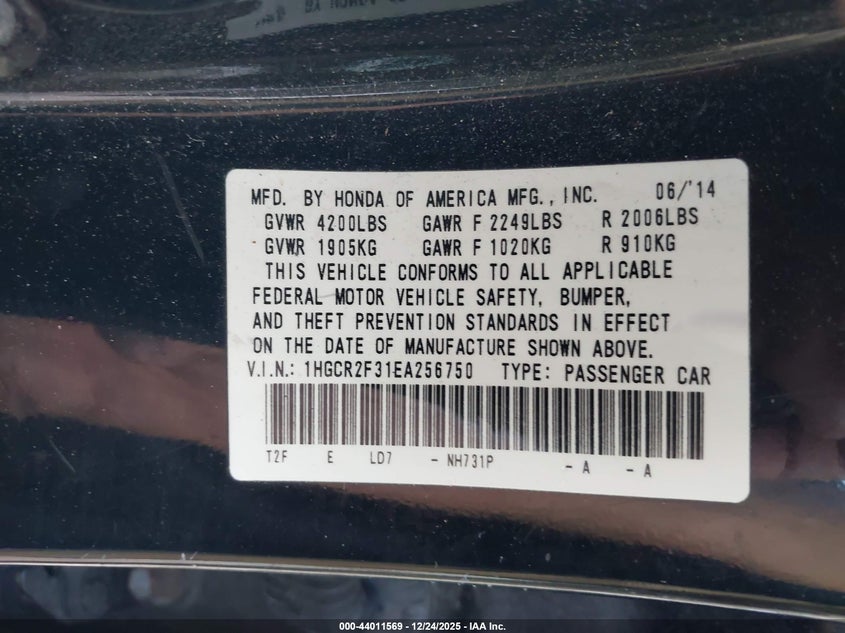 MFD. BY HONDA OF AMERICA MFG., INC. 06/'14
GVWR 4200LBS GAWR F 2249LBS R 2006LBS
GVWR 1905KG GAWR F 1020KG R 910KG
THIS VEHICLE CONFORMS TO ALL APPLICABLE
FEDERAL MOTOR VEHICLE SAFETY, BUMPER,
AND THEFT PREVENTION STANDARDS IN EFFECT
ON THE DATE OF MANUFACTURE SHOWN ABOVE.
V.I.N.: 1HGCR2F31EA256750 TYPE: PASSENGER CAR
T2F E LD7 - NH731P - A - A
000-44011569 - 12/24/2025 - IAA Inc.